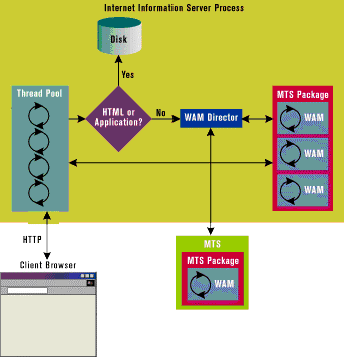 Internet Information Server Process
Disk
Yes
Thread Pool
HTML or
Application?
No
WAM Director
MTS Package
WAM
WAM
WAM
HTTP
Client Browser
MTS
MTS Package
WAM